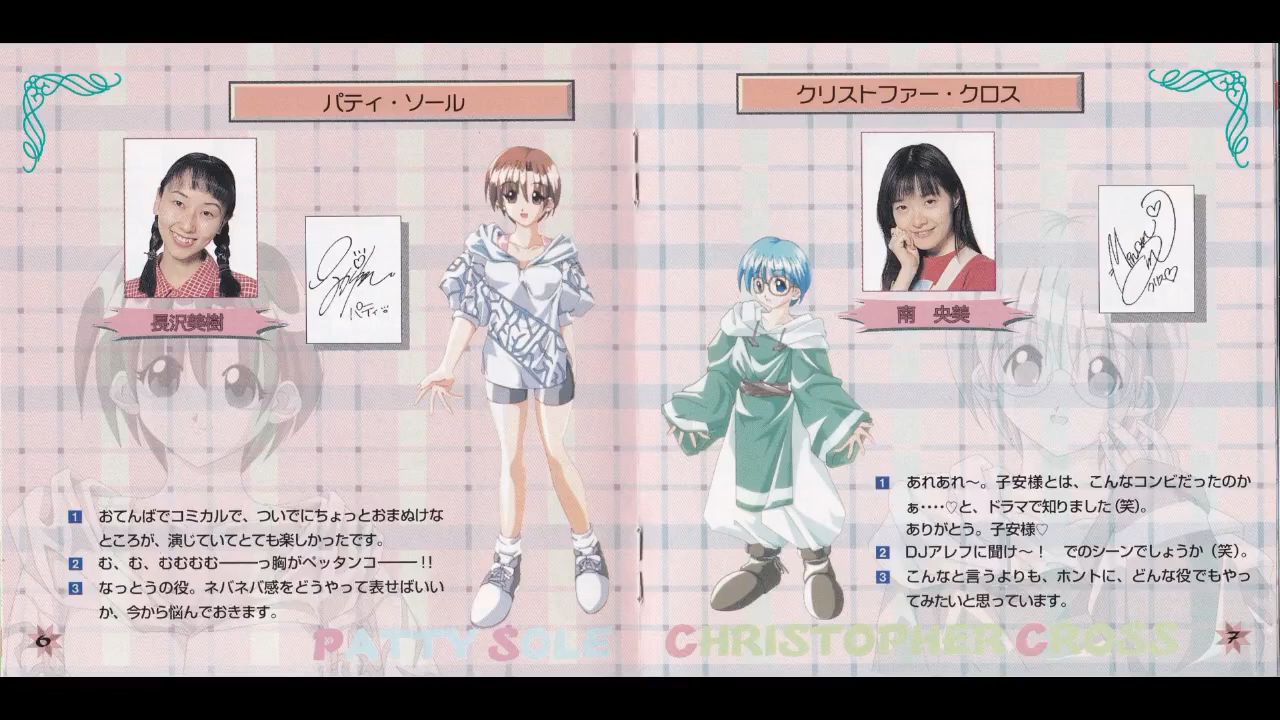 パティ・ソール
長沢美樹
パティ
1 おてんばでコミカルで、ついでにちょっとおまぬけな
ところが、演じていてとても楽しかったです。
2 む、む、むむむむ───っ胸がペッタンコ──!!
3 なっとうの役。ネバネバ感をどうやって表せばいい
か、今から悩んでおきます。
PATTY SOLE
6
クリストファー・クロス
南 央美
1 あれあれ〜。子安様とは、こんなコンビだったのか
ぁ‥‥♡と、ドラマで知りました(笑)。
ありがとう。子安様♡
2 DJアレフに聞け〜! でのシーンでしょうか(笑)。
3 こんなと言うよりも、ホントに、どんな役でもやっ
てみたいと思っています。
CHRISTOPHER CROSS
7